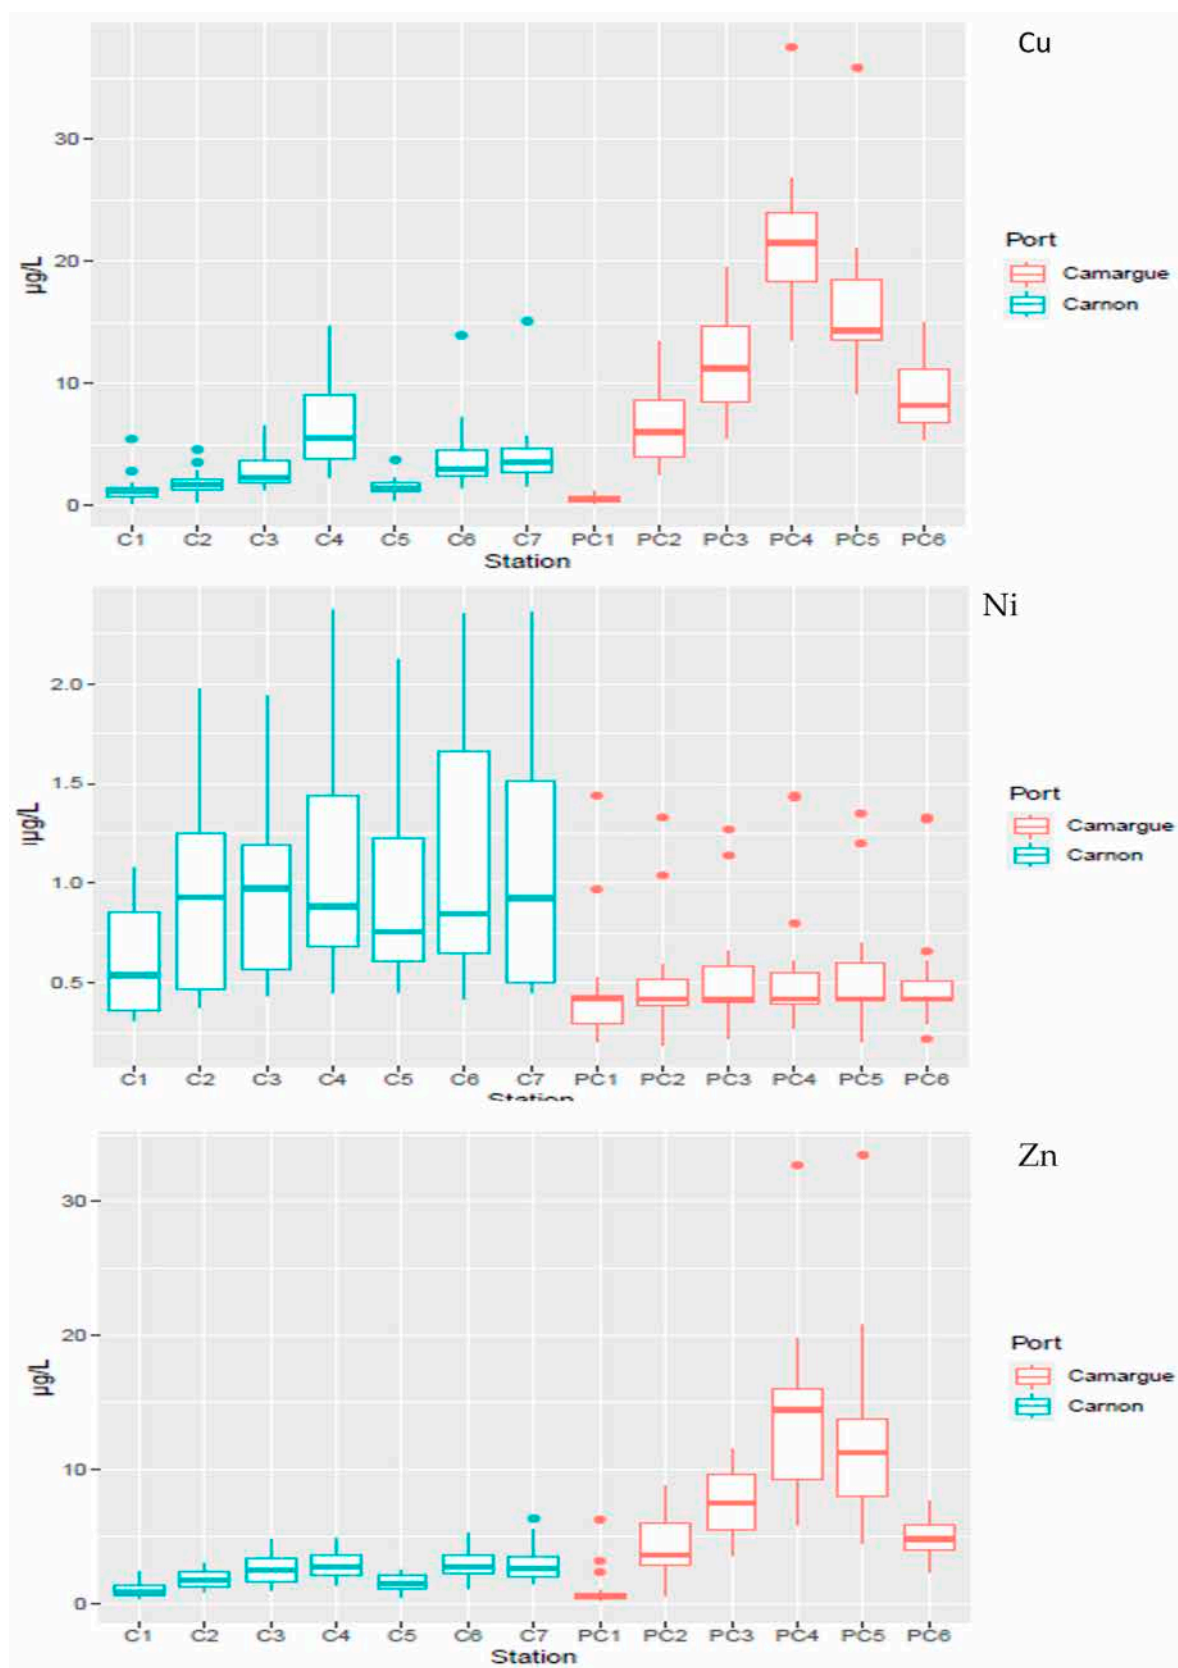 Cu
30
20
10
0
µg/L
Port
Camargue
Carnon
C1 C2 C3 C4 C5 C6 C7 PC1 PC2 PC3 PC4 PC5 PC6
Station
Ni
2.0
1.5
1.0
0.5
µg/L
Port
Camargue
Carnon
C1 C2 C3 C4 C5 C6 C7 PC1 PC2 PC3 PC4 PC5 PC6
Station
Zn
30
20
10
0
µg/L
Port
Camargue
Carnon
C1 C2 C3 C4 C5 C6 C7 PC1 PC2 PC3 PC4 PC5 PC6
Station